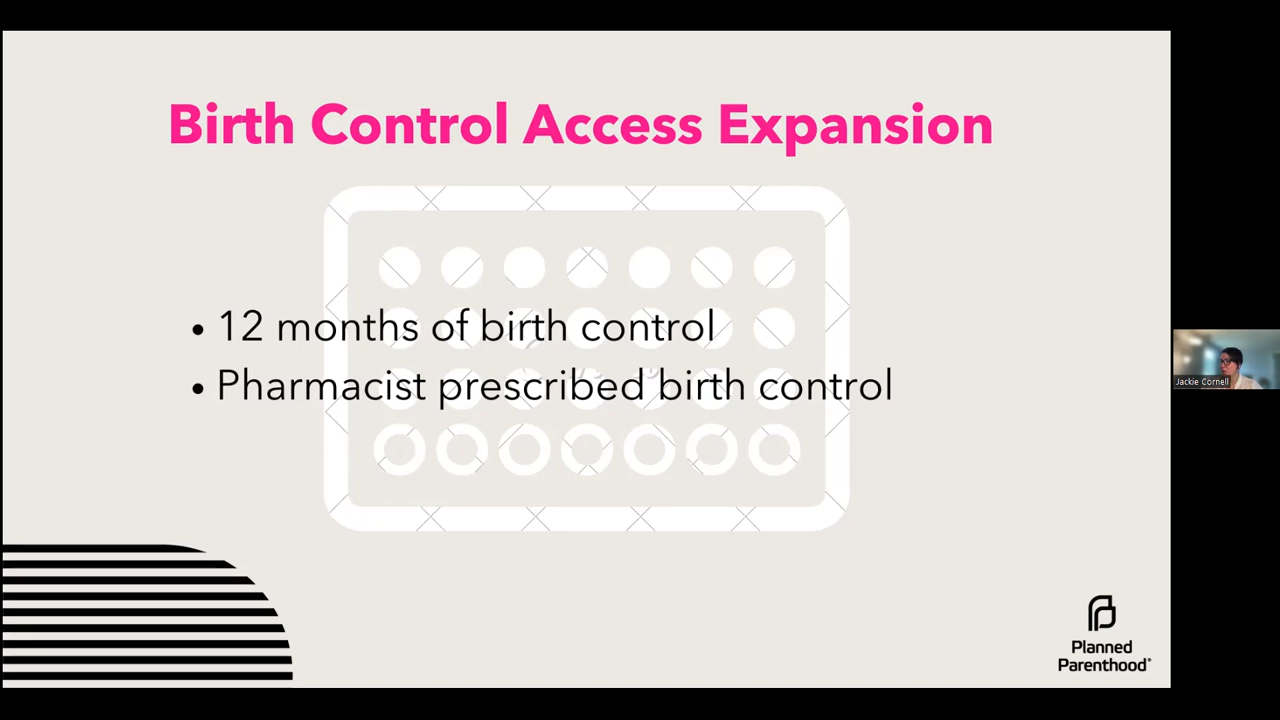 Birth Control Access Expansion
• 12 months of birth control
• Pharmacist prescribed birth control
Jackie Cornell
Planned
Parenthood®